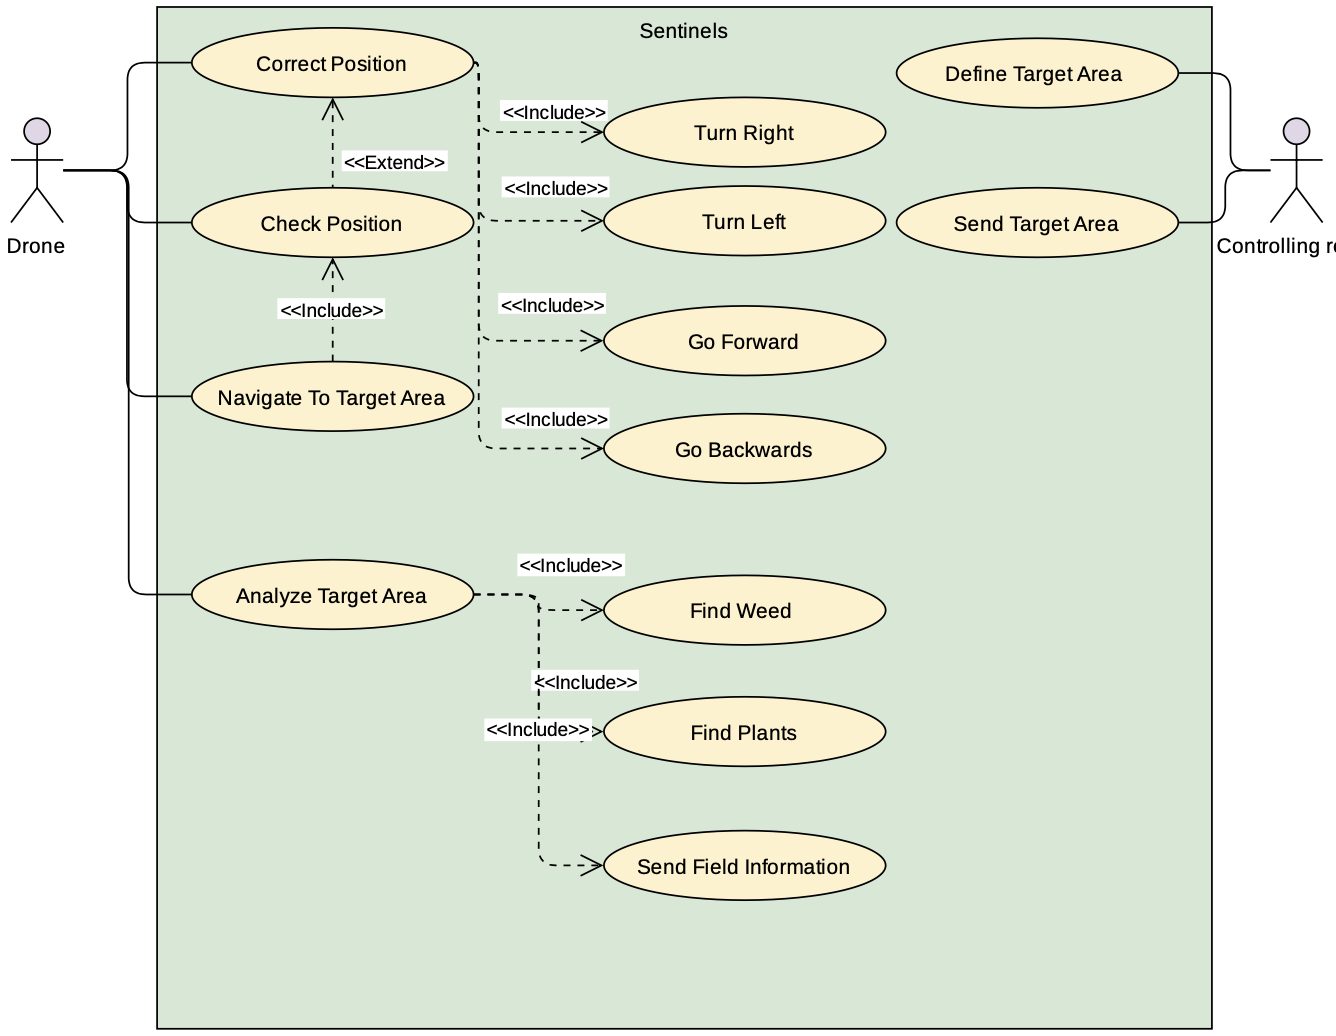 Sentinels
Correct Position
Define Target Area
<<Include>>
Turn Right
<<Extend>>
<<Include>>
Drone
Check Position
Turn Left
Send Target Area
Controlling
<<Include>>
<<Include>>
Go Forward
Navigate To Target Area
<<Include>>
Go Backwards
<<Include>>
Analyze Target Area
Find Weed
<<Include>>
<<Include>>
Find Plants
Send Field Information